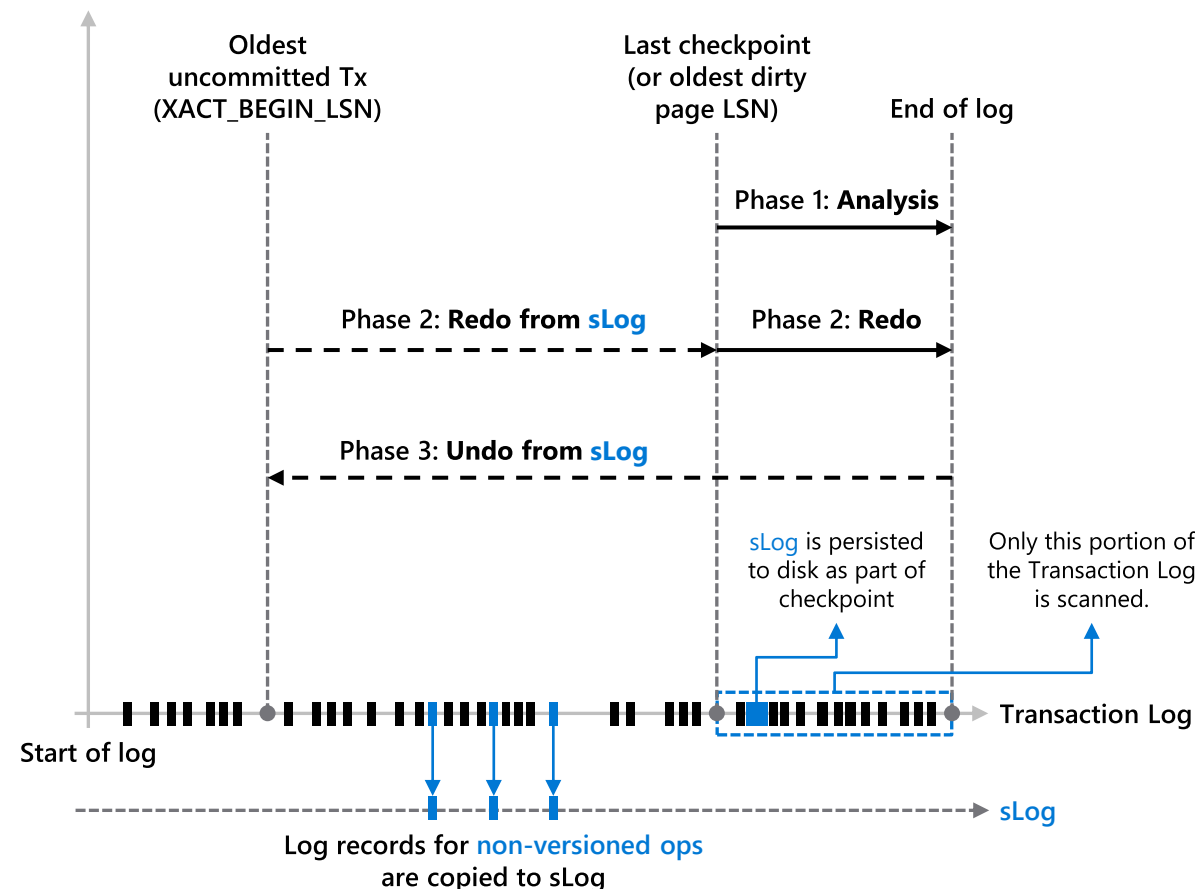 Oldest
uncommitted Tx
(XACT_BEGIN_LSN)
Last checkpoint
(or oldest dirty
page LSN)
End of log
Phase 1: Analysis
Phase 2: Redo from sLog
Phase 2: Redo
Phase 3: Undo from sLog
sLog is persisted
to disk as part of
checkpoint
Only this portion of
the Transaction Log
is scanned.
Transaction Log
Start of log
sLog
Log records for non-versioned ops
are copied to sLog